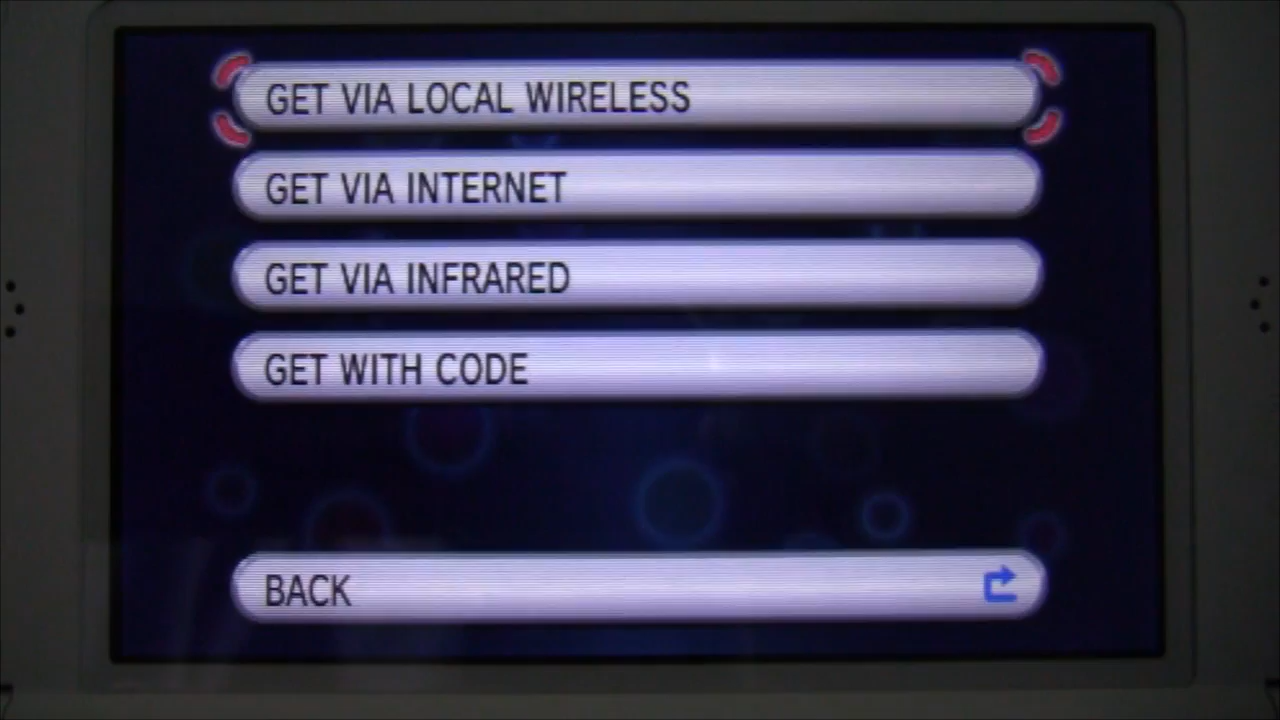 GET VIA LOCAL WIRELESS
GET VIA INTERNET
GET VIA INFRARED
GET WITH CODE
BACK